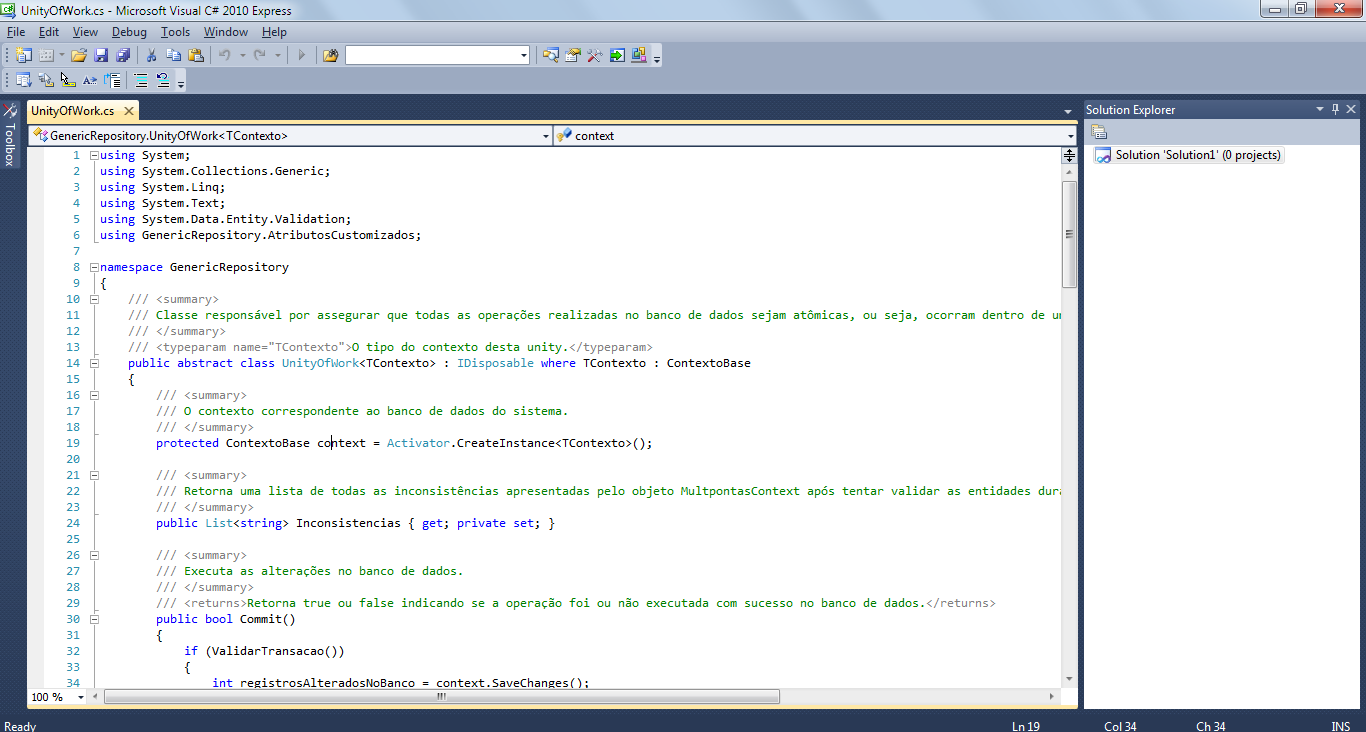 UnityOfWork.cs - Microsoft Visual C# 2010 Express
File Edit View Debug Tools Window Help
UnityOfWork.cs
Toolbox
GenericRepository.UnityOfWork<TContexto>
context
1 using System;
2 using System.Collections.Generic;
3 using System.Linq;
4 using System.Text;
5 using System.Data.Entity.Validation;
6 using GenericRepository.AtributosCustomizados;
7
8 namespace GenericRepository
9 {
10 /// <summary>
11 /// Classe responsável por assegurar que todas as operações realizadas no banco de dados sejam atômicas, ou seja, ocorram dentro de
12 /// </summary>
13 /// <typeparam name="TContexto">O tipo do contexto desta unity.</typeparam>
14 public abstract class UnityOfWork<TContexto> : IDisposable where TContexto : ContextoBase
15 {
16 /// <summary>
17 /// O contexto correspondente ao banco de dados do sistema.
18 /// </summary>
19 protected ContextoBase context = Activator.CreateInstance<TContexto>();
20
21 /// <summary>
22 /// Retorna uma lista de todas as inconsistências apresentadas pelo objeto MultpontasContext após tentar validar as entidades
23 /// </summary>
24 public List<string> Inconsistencias { get; private set; }
25
26 /// <summary>
27 /// Executa as alterações no banco de dados.
28 /// </summary>
29 /// <returns>Retorna true ou false indicando se a operação foi ou não executada com sucesso no banco de dados.</returns>
30 public bool Commit()
31 {
32 if (ValidarTransacao())
33 {
34 int registrosAlteradosNoBanco = context.SaveChanges();
100 %
Solution Explorer
Solution 'Solution1' (0 projects)
Ready
Ln 19 Col 34 Ch 34 INS